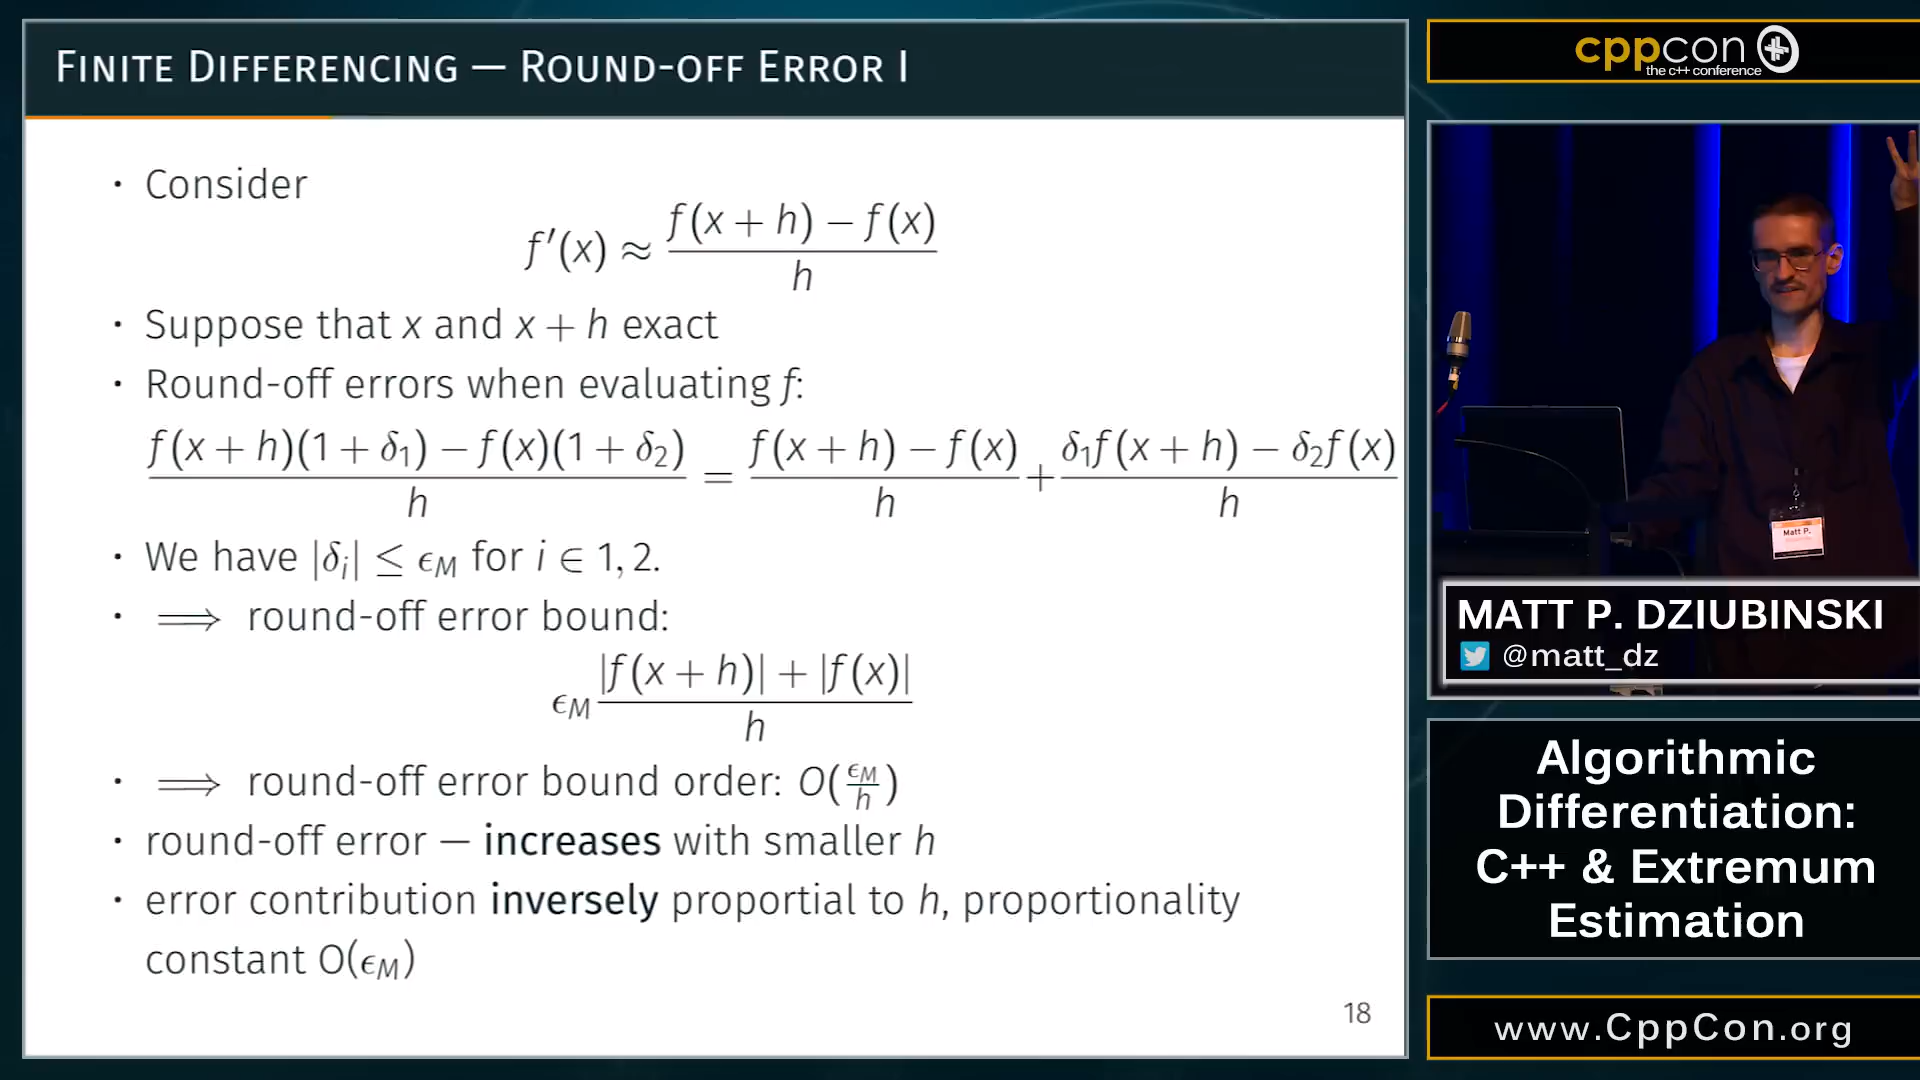 FINITE DIFFERENCING — ROUND-OFF ERROR I
· Consider
f′(x) ≈ (f(x + h) − f(x)) / h
· Suppose that x and x + h exact
· Round-off errors when evaluating f:
(f(x + h)(1 + δ₁) − f(x)(1 + δ₂)) / h = (f(x + h) − f(x)) / h + (δ₁f(x + h) − δ₂f(x)) / h
· We have |δᵢ| ≤ ϵ_M for i ∈ 1, 2.
· ⟹ round-off error bound:
ϵ_M (|f(x + h)| + |f(x)|) / h
· ⟹ round-off error bound order: O(ϵ_M / h)
· round-off error — increases with smaller h
· error contribution inversely proportial to h, proportionality
constant O(ϵ_M)
18
cppcon
the c++ conference
Matt P.
MATT P. DZIUBINSKI
@matt_dz
Algorithmic
Differentiation:
C++ & Extremum
Estimation
www.CppCon.org